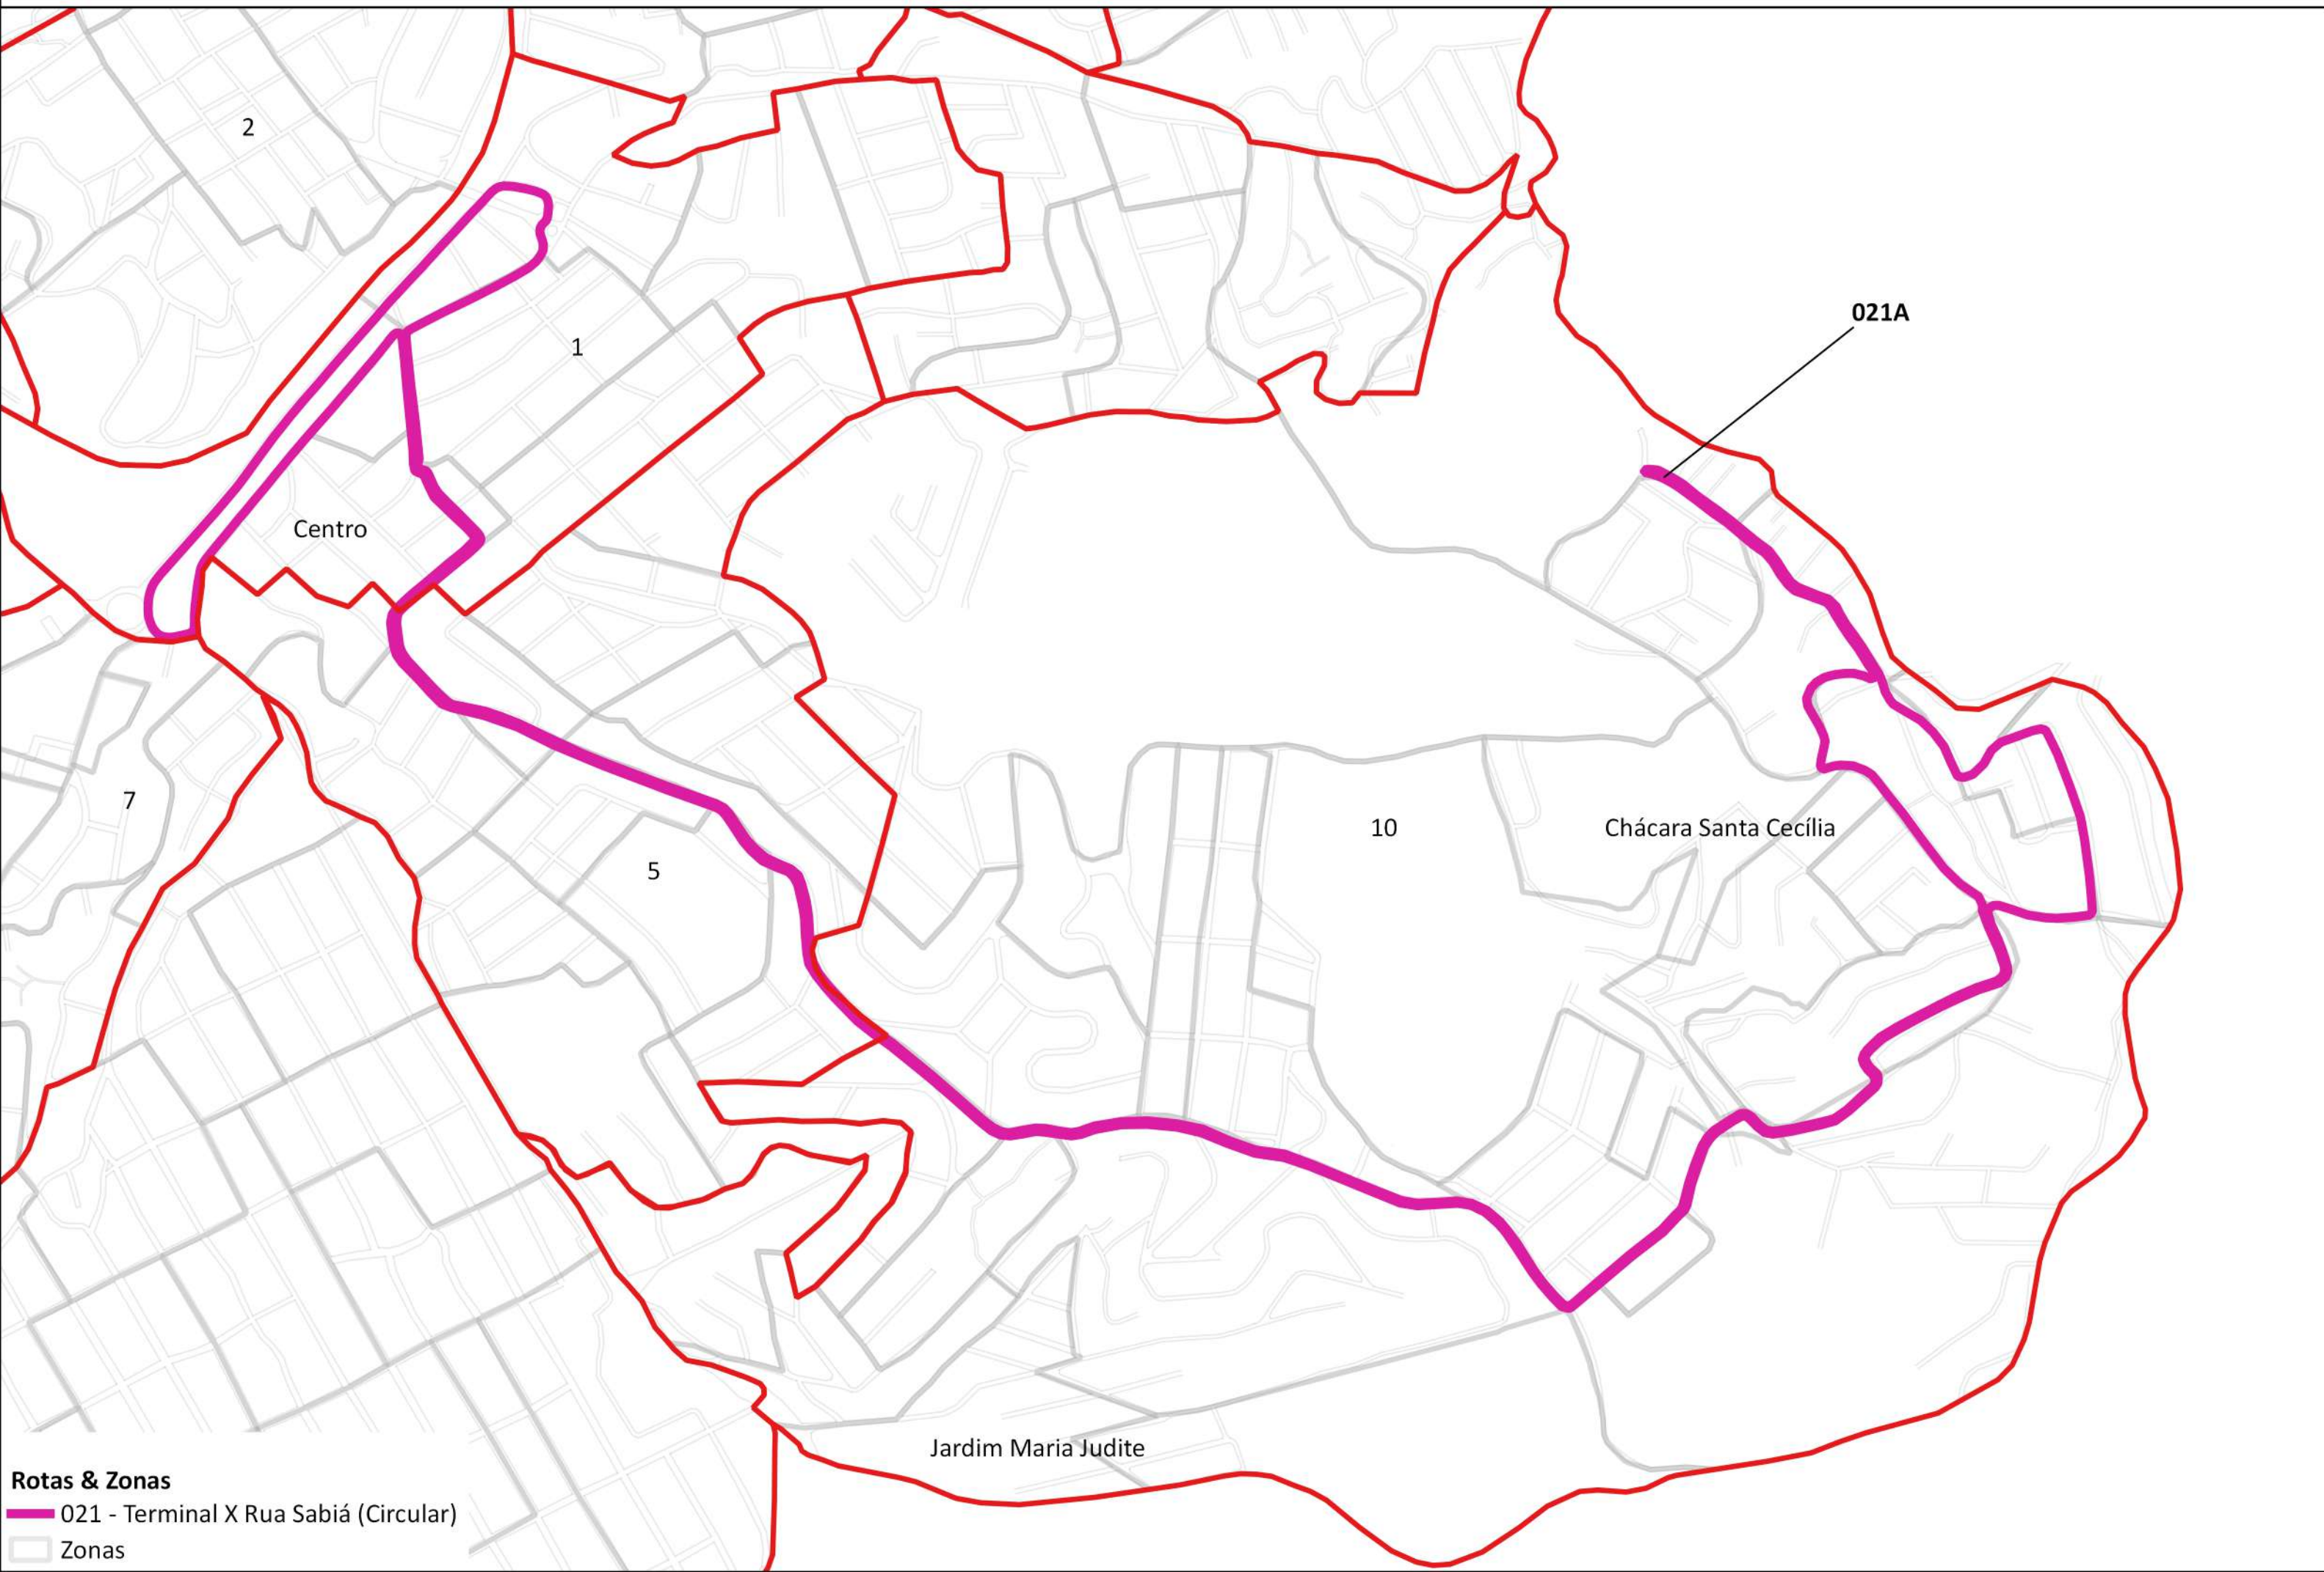 2
021A
1
Centro
7
5
10
Chácara Santa Cecília
Jardim Maria Judite
Rotas & Zonas
021 - Terminal X Rua Sabiá (Circular)
Zonas